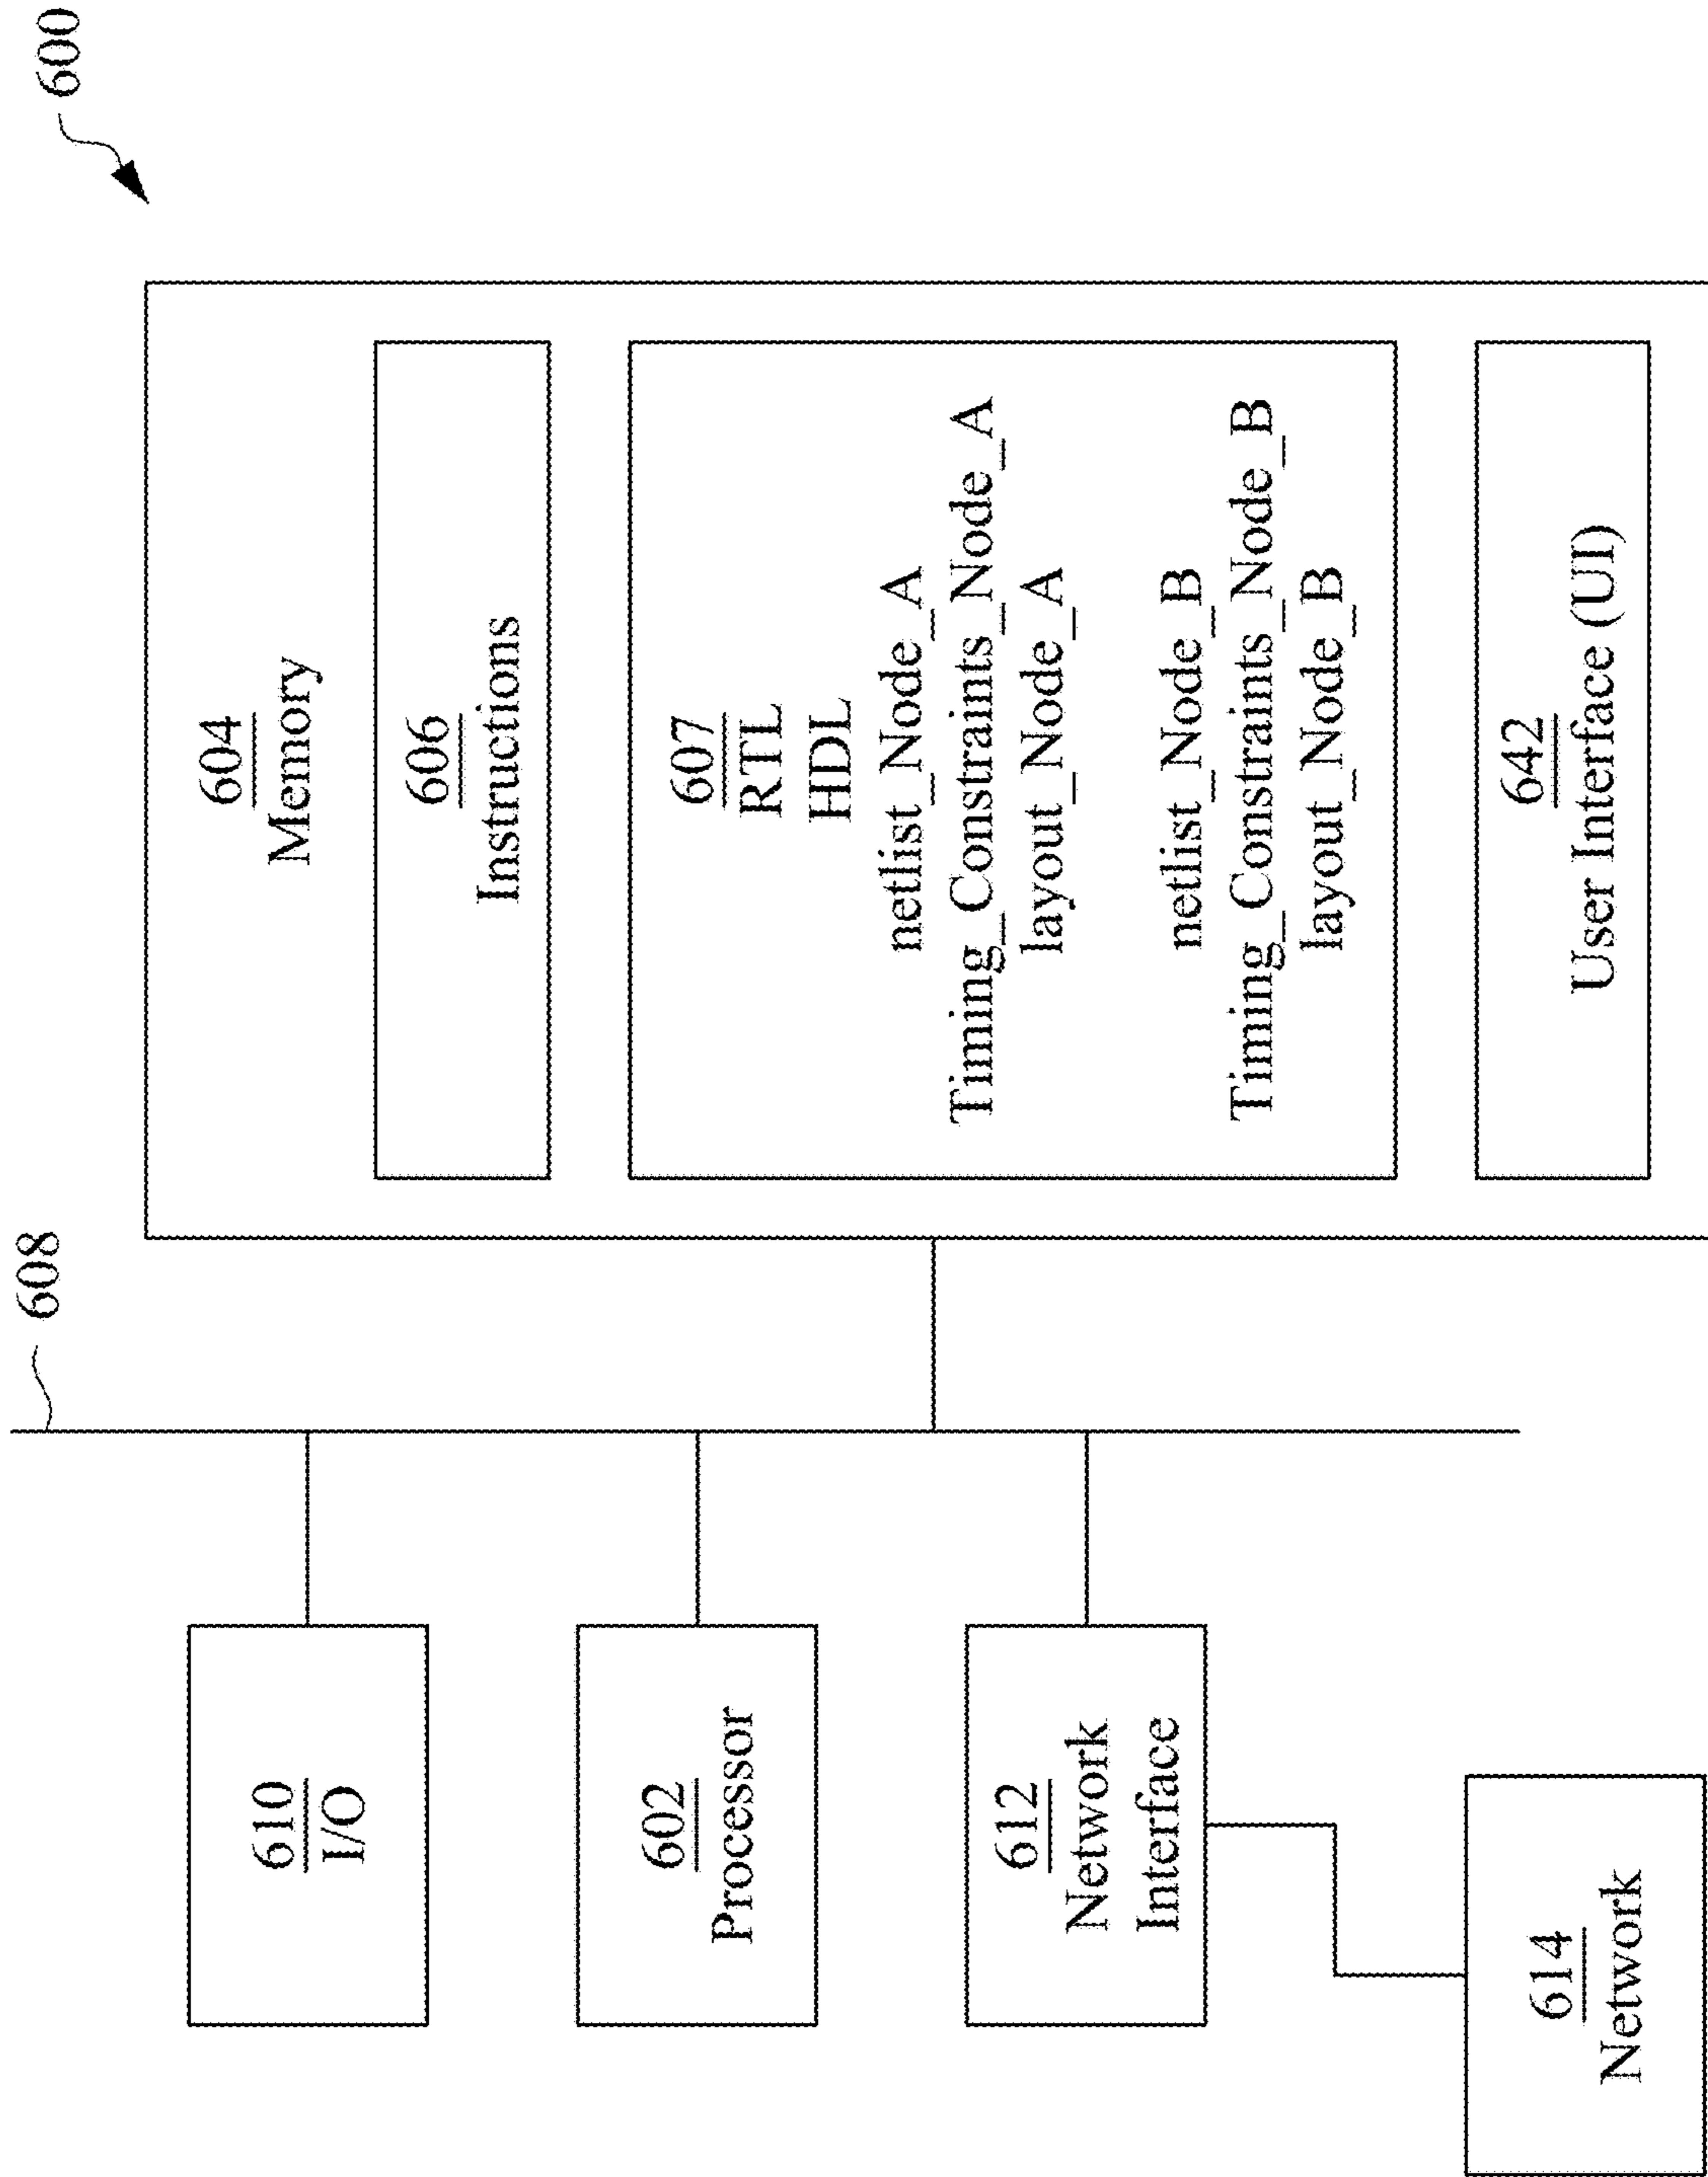 600
608
610
I/O
602
Processor
612
Network
Interface
614
Network
604
Memory
606
Instructions
607
RTL
HDL
netlist_Node_A
Timing_Constraints_Node_A
layout_Node_A
netlist_Node_B
Timing_Constraints_Node_B
layout_Node_B
642
User Interface (UI)